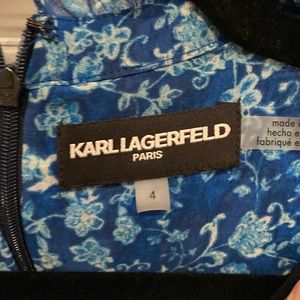 KARL LAGERFELD
PARIS
4
made i
hecho e
fabriqué e